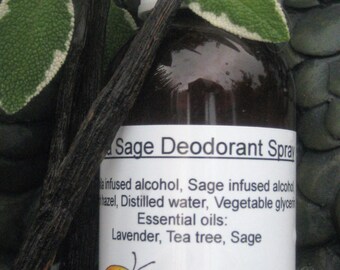 Sage Deodorant Spray
infused alcohol, Sage infused alcohol,
hazel, Distilled water, Vegetable glycerin
Essential oils:
Lavender, Tea tree, Sage